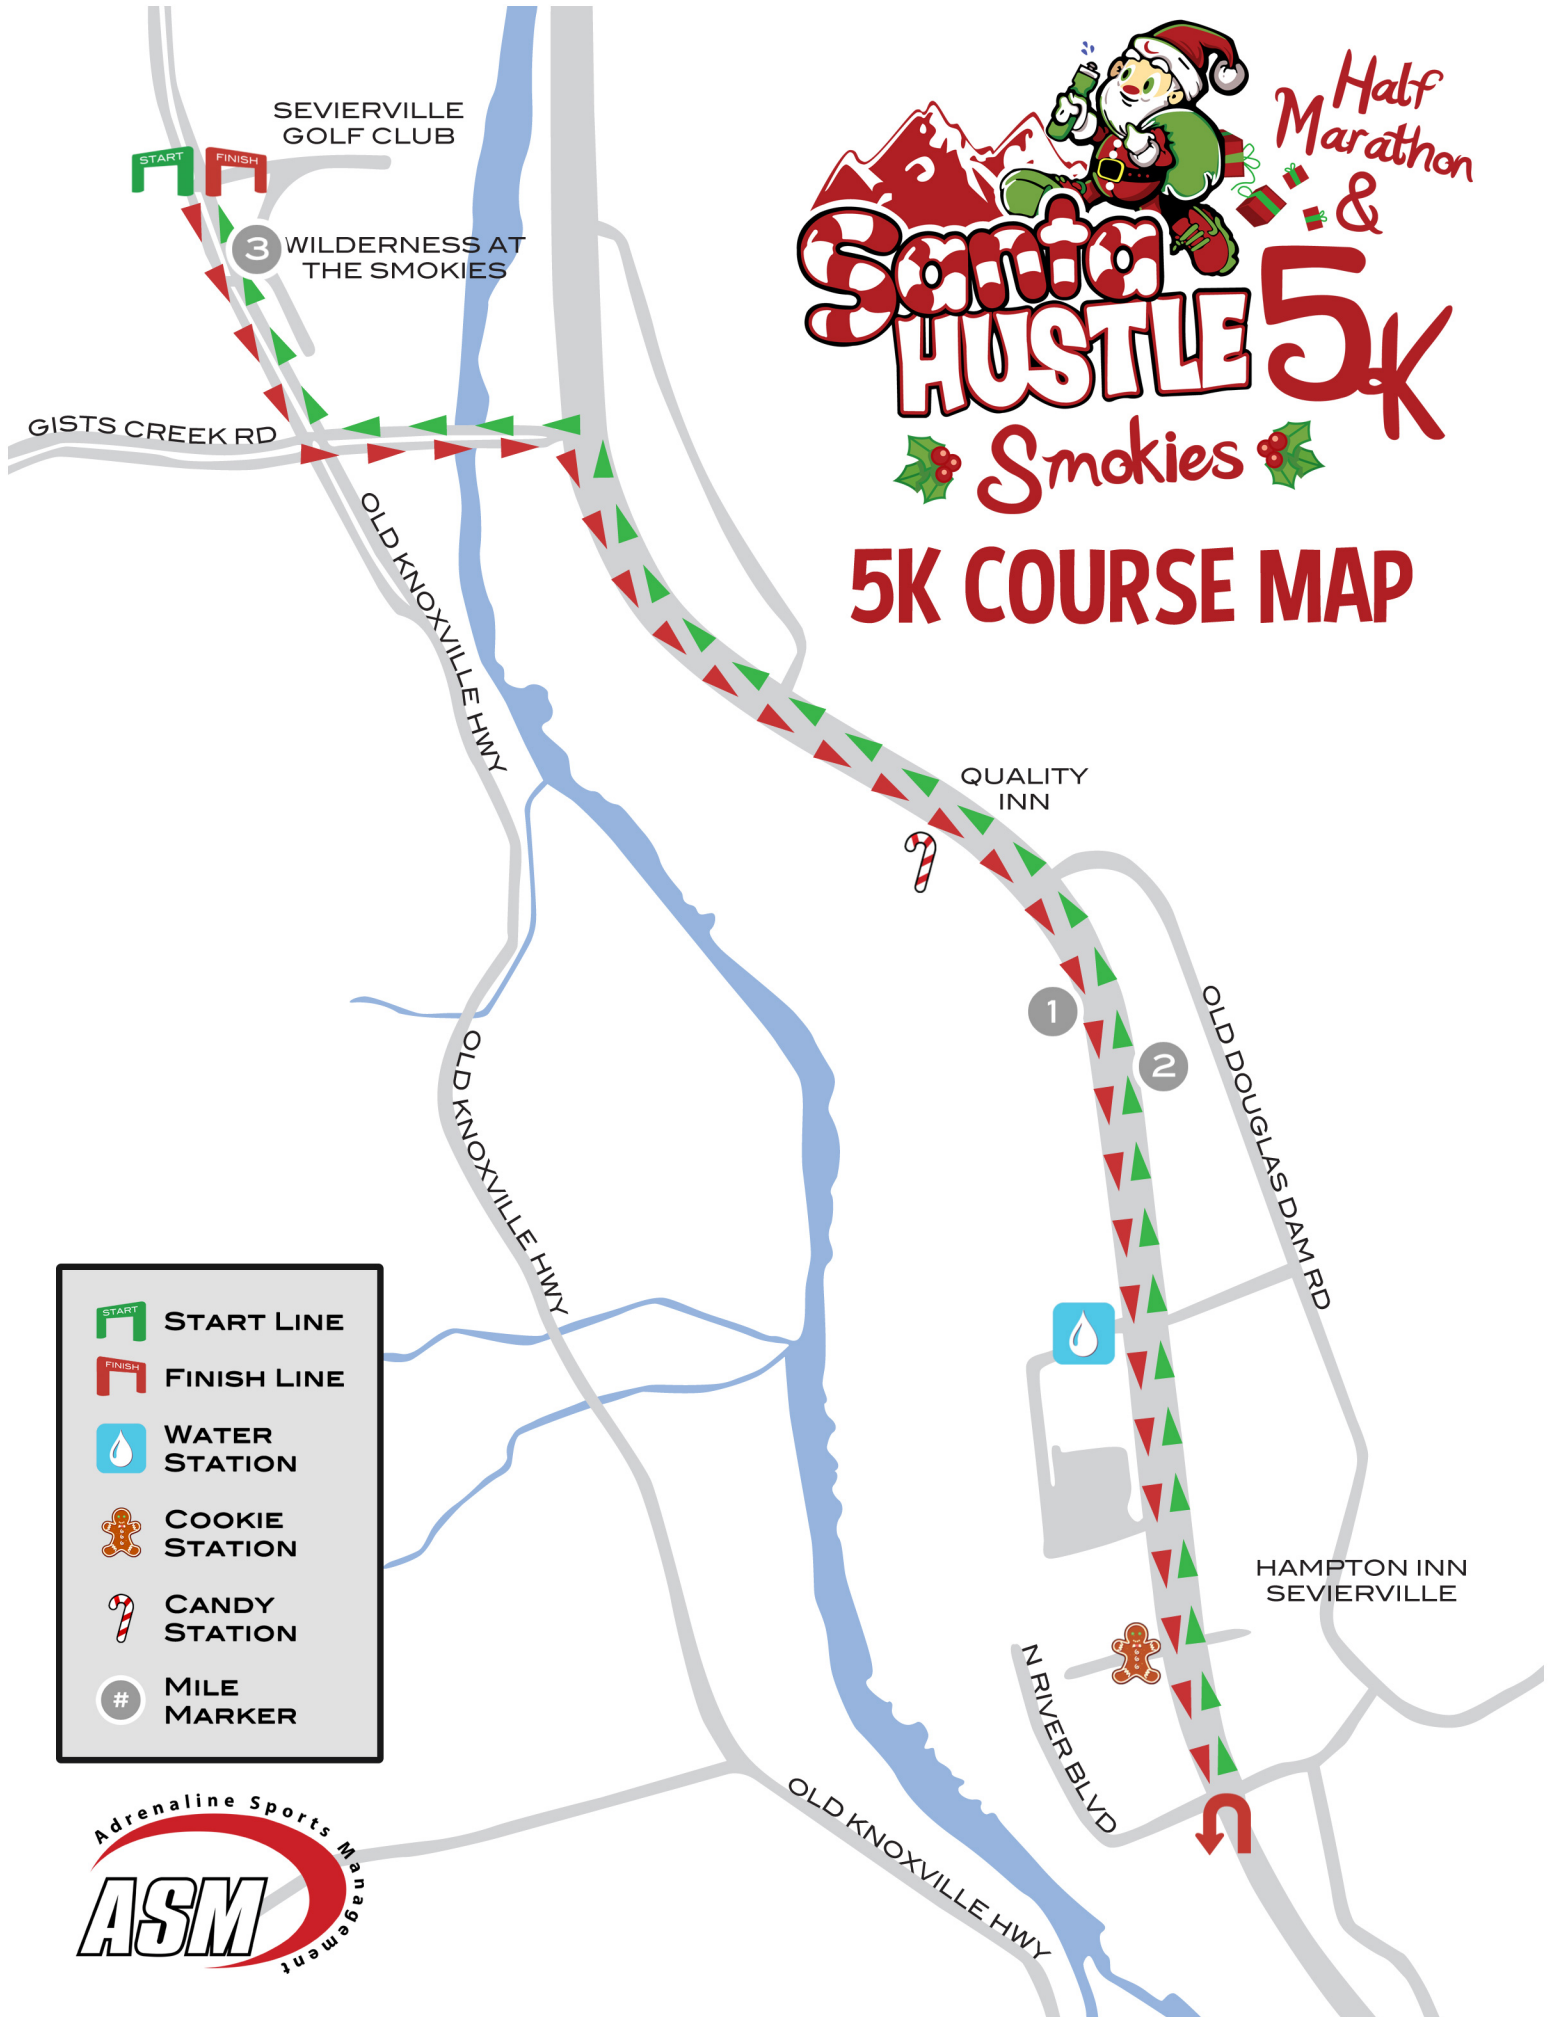 SEVIERVILLE
GOLF CLUB
START
FINISH
3
WILDERNESS AT
THE SMOKIES
GISTS CREEK RD
Half
Marathon
&
5K
Santa
HUSTLE
Smokies
5K COURSE MAP
OLD KNOXVILLE HWY
QUALITY
INN
1
2
OLD DOUGLAS DAM RD
OLD KNOXVILLE HWY
HAMPTON INN
SEVIERVILLE
N RIVER BLVD
OLD KNOXVILLE HWY
START
START LINE
FINISH
FINISH LINE
WATER
STATION
COOKIE
STATION
CANDY
STATION
#
MILE
MARKER
Adrenaline Sports Management
ASM